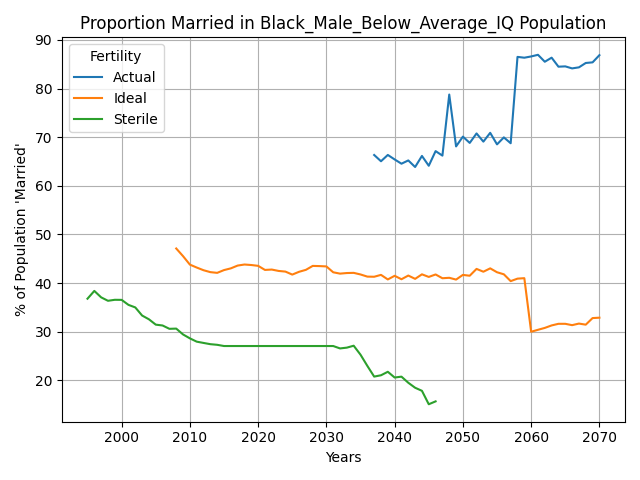 Proportion Married in Black_Male_Below_Average_IQ Population
Fertility
Actual
Ideal
Sterile
% of Population 'Married'
90
80
70
60
50
40
30
20
2000
2010
2020
2030
2040
2050
2060
2070
Years